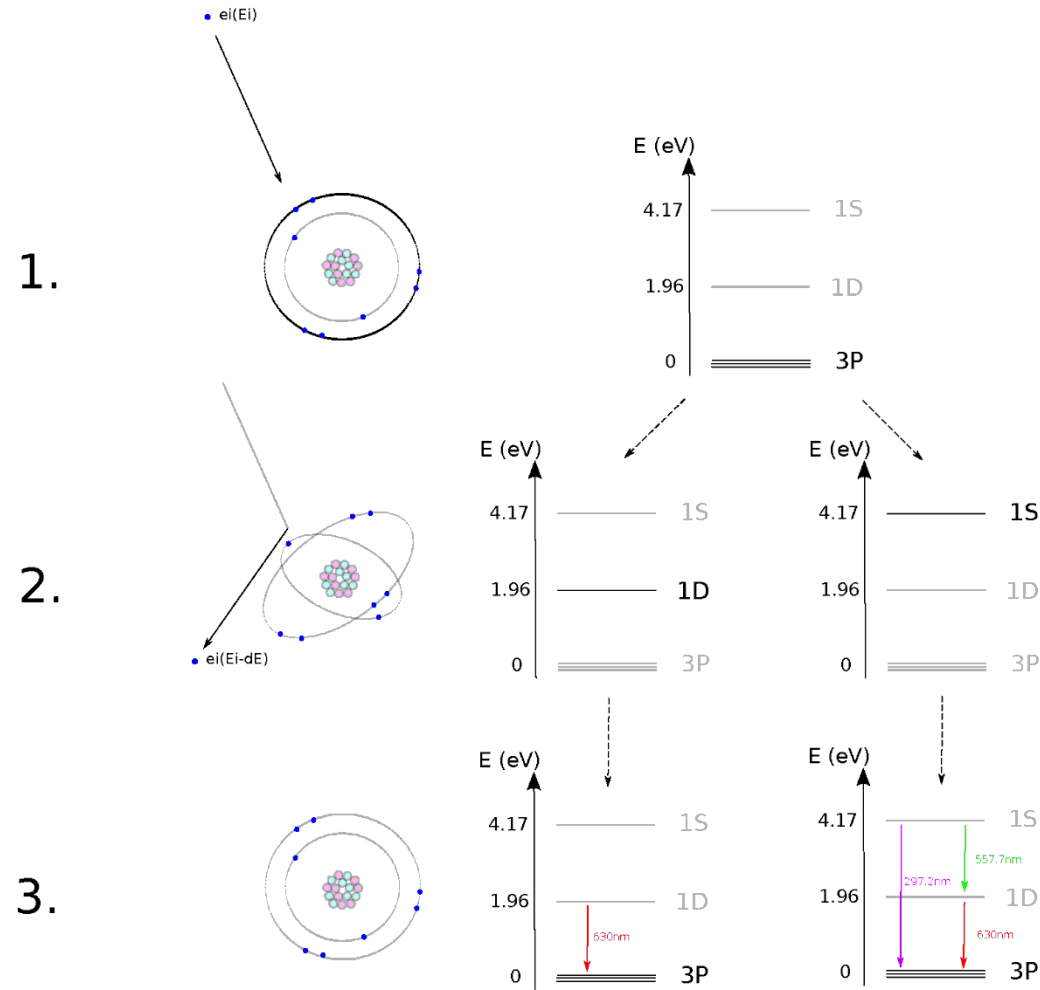 ei(Ei)
1.
E (eV)
4.17 1S
1.96 1D
0 3P
2.
ei(Ei-dE)
E (eV)
4.17 1S
1.96 1D
0 3P
E (eV)
4.17 1S
1.96 1D
0 3P
3.
E (eV)
4.17 1S
1.96 1D
630nm
0 3P
E (eV)
4.17 1S
557.7nm
297.2nm
1.96 1D
630nm
0 3P